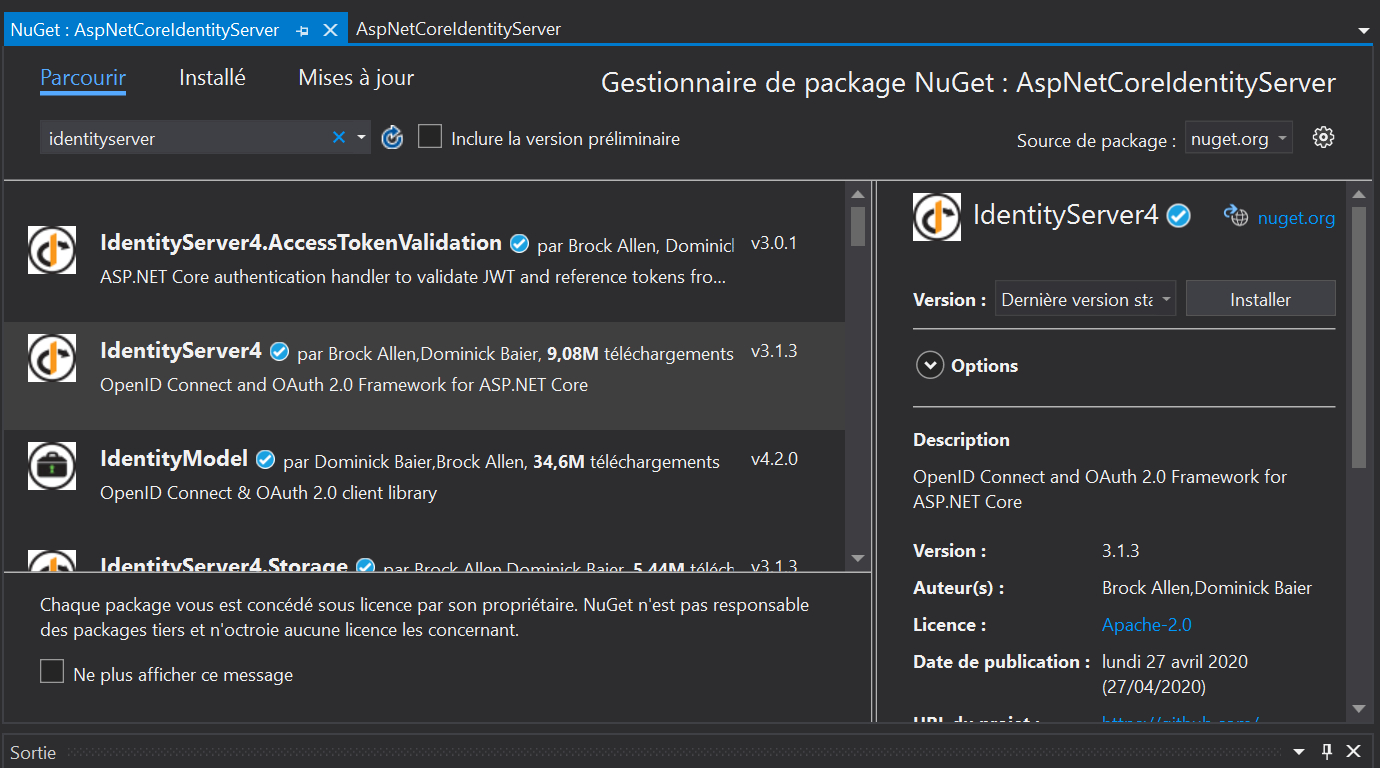 NuGet : AspNetCoreIdentityServer
AspNetCoreIdentityServer
Parcourir
Installé
Mises à jour
Gestionnaire de package NuGet : AspNetCoreIdentityServer
identityserver
Inclure la version préliminaire
Source de package :
nuget.org
IdentityServer4.AccessTokenValidation
par Brock Allen, Dominick
v3.0.1
ASP.NET Core authentication handler to validate JWT and reference tokens fro...
IdentityServer4
par Brock Allen,Dominick Baier, 9,08M téléchargements
v3.1.3
OpenID Connect and OAuth 2.0 Framework for ASP.NET Core
IdentityModel
par Dominick Baier,Brock Allen, 34,6M téléchargements
v4.2.0
OpenID Connect & OAuth 2.0 client library
IdentityServer4.Storage
par Brock Allen,Dominick Baier, 5,44M téléch
v3.1.3
Chaque package vous est concédé sous licence par son propriétaire. NuGet n'est pas responsable
des packages tiers et n'octroie aucune licence les concernant.
Ne plus afficher ce message
IdentityServer4
nuget.org
Version :
Dernière version sta
Installer
Options
Description
OpenID Connect and OAuth 2.0 Framework for
ASP.NET Core
Version :
3.1.3
Auteur(s) :
Brock Allen,Dominick Baier
Licence :
Apache-2.0
Date de publication :
lundi 27 avril 2020
(27/04/2020)
URL du projet :
https://github.com/
Sortie